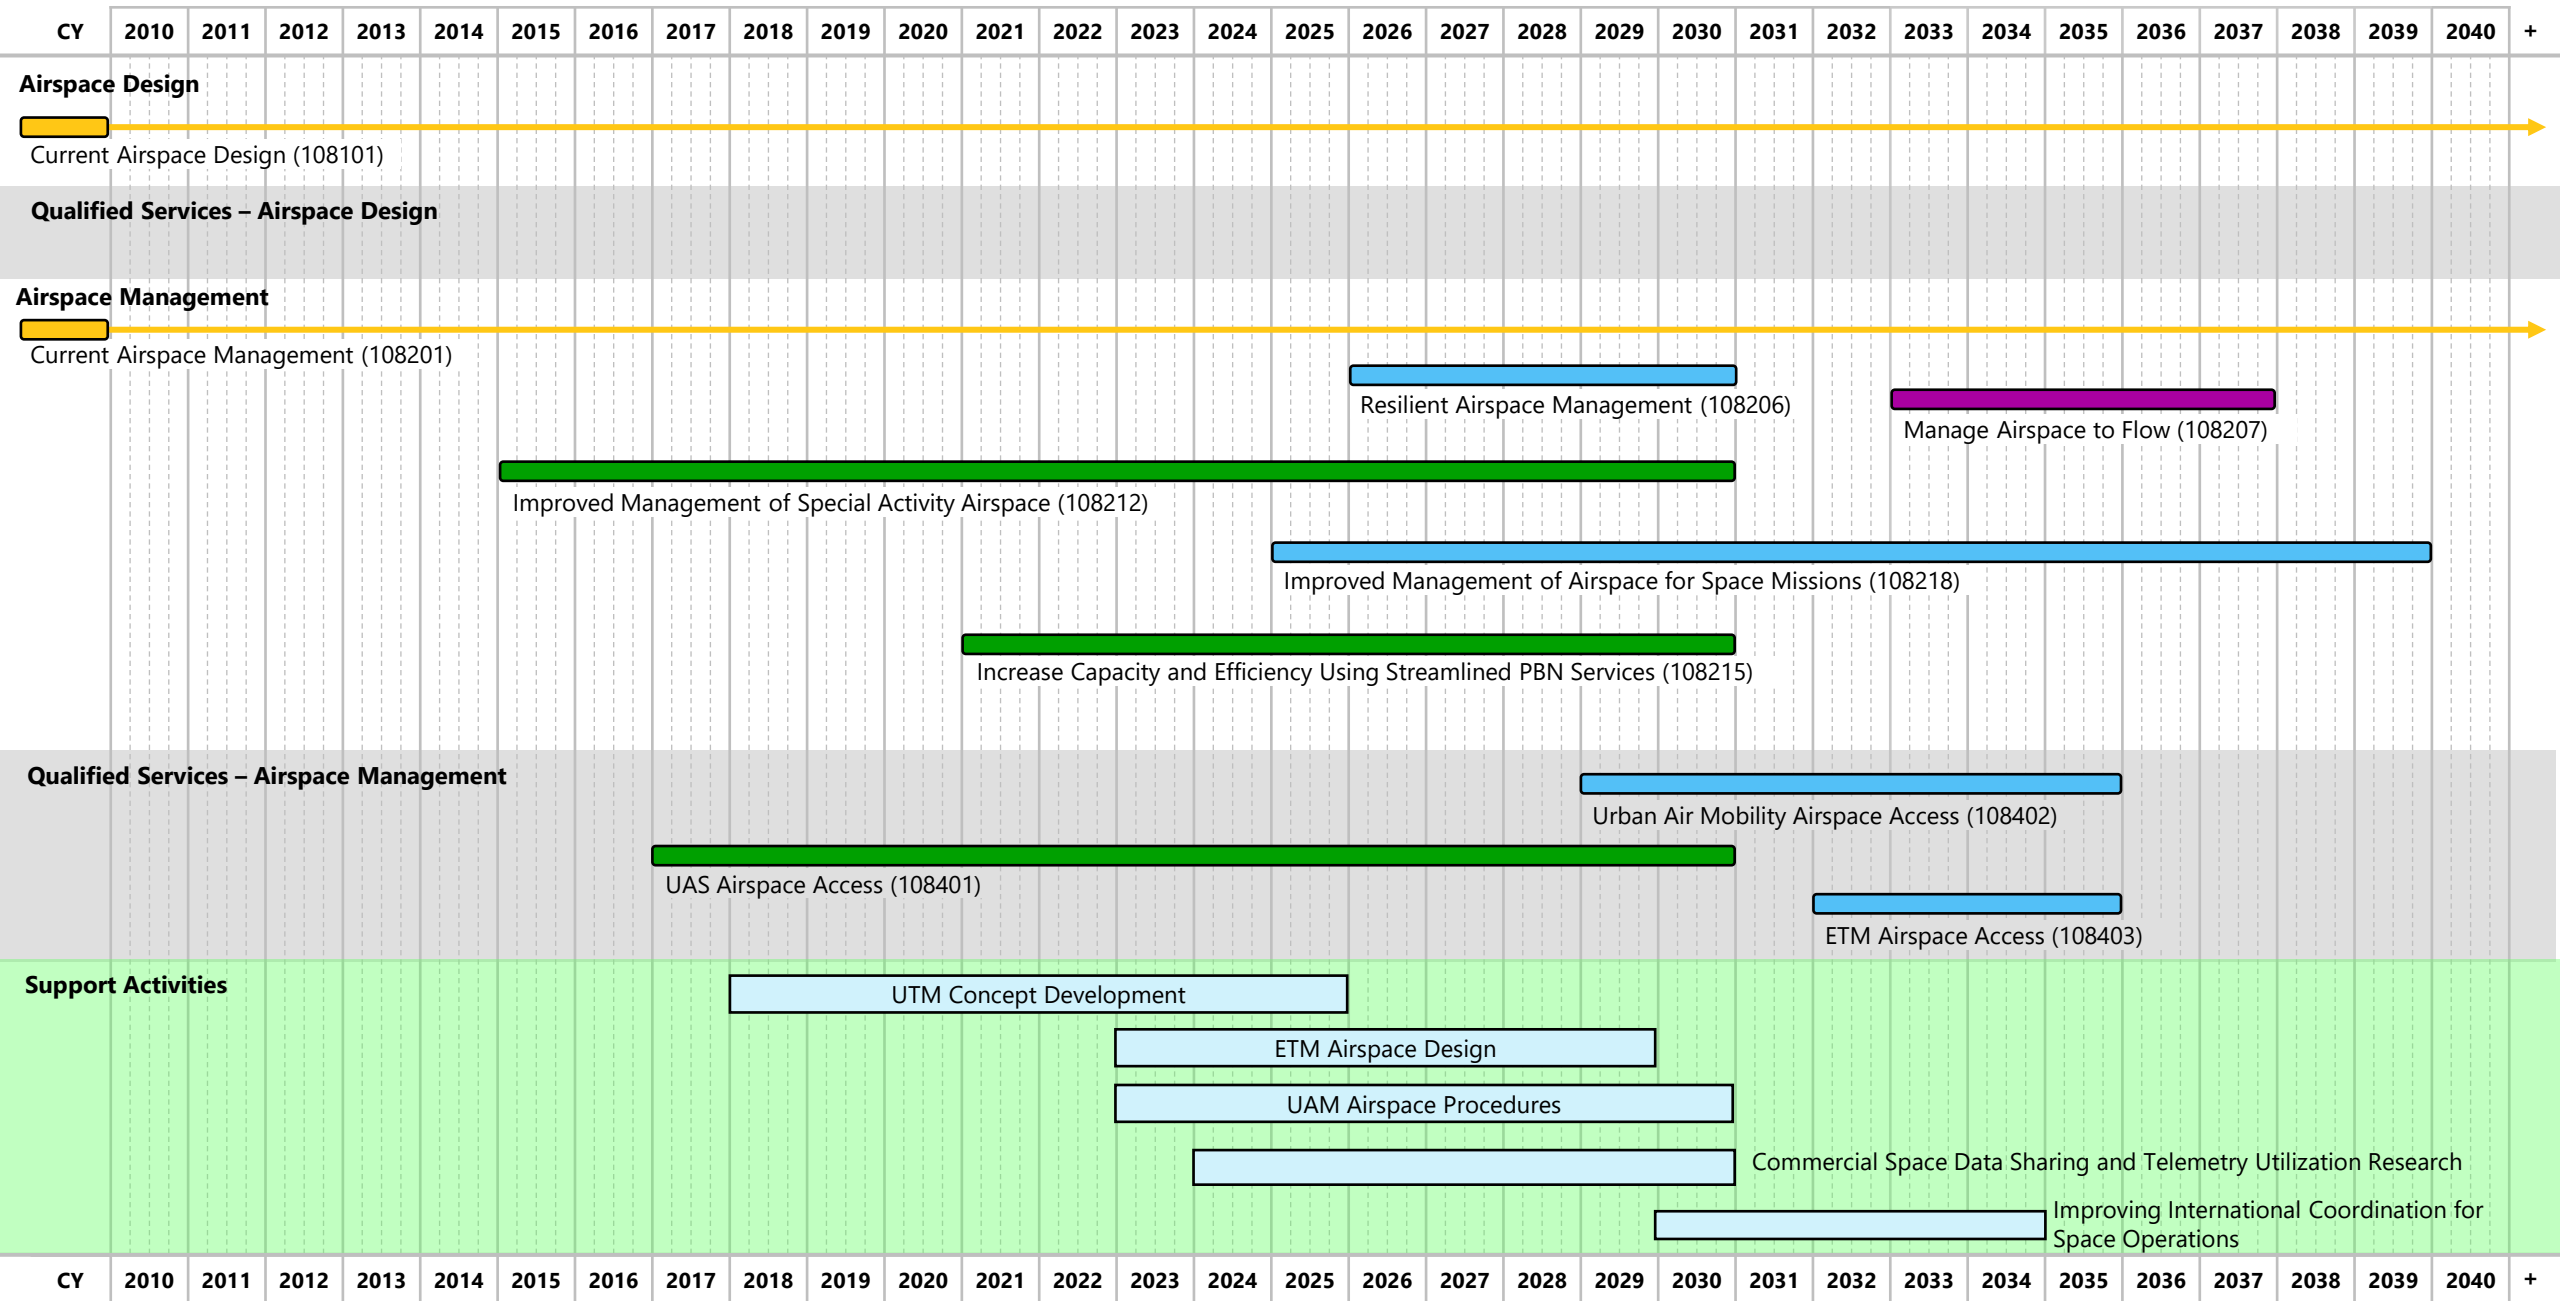 CY 2010 2011 2012 2013 2014 2015 2016 2017 2018 2019 2020 2021 2022 2023 2024 2025 2026 2027 2028 2029 2030 2031 2032 2033 2034 2035 2036 2037 2038 2039 2040 +
Airspace Design
Current Airspace Design (108101)
Qualified Services – Airspace Design
Airspace Management
Current Airspace Management (108201)
Resilient Airspace Management (108206)
Manage Airspace to Flow (108207)
Improved Management of Special Activity Airspace (108212)
Improved Management of Airspace for Space Missions (108218)
Increase Capacity and Efficiency Using Streamlined PBN Services (108215)
Qualified Services – Airspace Management
Urban Air Mobility Airspace Access (108402)
UAS Airspace Access (108401)
ETM Airspace Access (108403)
Support Activities
UTM Concept Development
ETM Airspace Design
UAM Airspace Procedures
Commercial Space Data Sharing and Telemetry Utilization Research
Improving International Coordination for
Space Operations
CY 2010 2011 2012 2013 2014 2015 2016 2017 2018 2019 2020 2021 2022 2023 2024 2025 2026 2027 2028 2029 2030 2031 2032 2033 2034 2035 2036 2037 2038 2039 2040 +